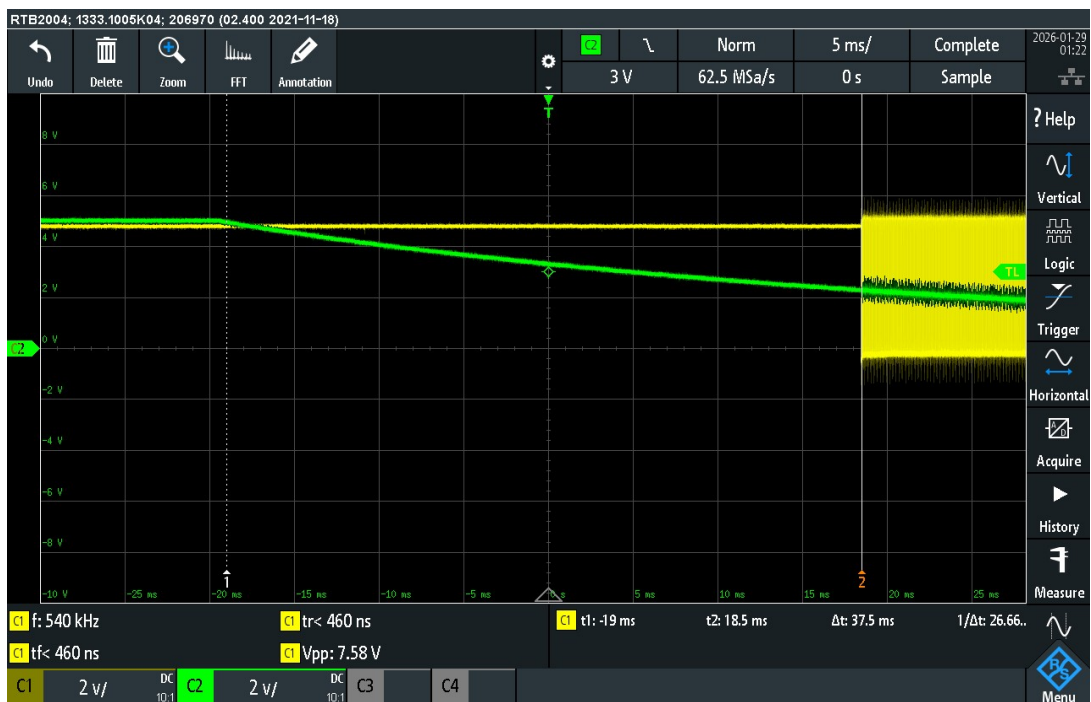 RTB2004; 1333.1005K04; 206970 (02.400 2021-11-18)
Undo
Delete
Zoom
FFT
Annotation
C2
Norm
5 ms/
Complete
3 V
62.5 MSa/s
0 s
Sample
2026-01-29
01:22
T
8 V
6 V
4 V
2 V
0 V
-2 V
-4 V
-6 V
-8 V
-10 V
C2
TL
-25 ms
-20 ms
-15 ms
-10 ms
-5 ms
0 s
5 ms
10 ms
15 ms
20 ms
25 ms
1
2
? Help
Vertical
Logic
Trigger
Horizontal
A
D
Acquire
History
Measure
R
S
Menu
C1 f: 540 kHz
C1 tr< 460 ns
C1 t1: -19 ms
t2: 18.5 ms
Δt: 37.5 ms
1/Δt: 26.66..
C1 tf< 460 ns
C1 Vpp: 7.58 V
C1
2 V/
DC
10:1
C2
2 V/
DC
10:1
C3
C4